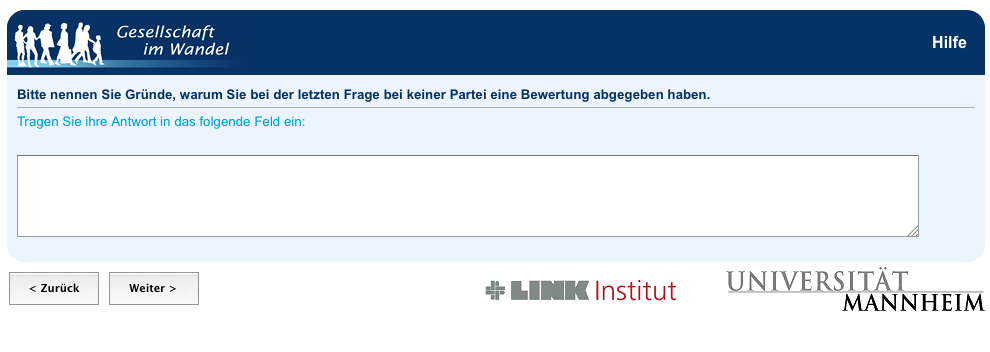 Gesellschaft
im Wandel
Hilfe
Bitte nennen Sie Gründe, warum Sie bei der letzten Frage bei keiner Partei eine Bewertung abgegeben haben.
Tragen Sie ihre Antwort in das folgende Feld ein:
< Zurück
Weiter >
LINK Institut
UNIVERSITÄT
MANNHEIM